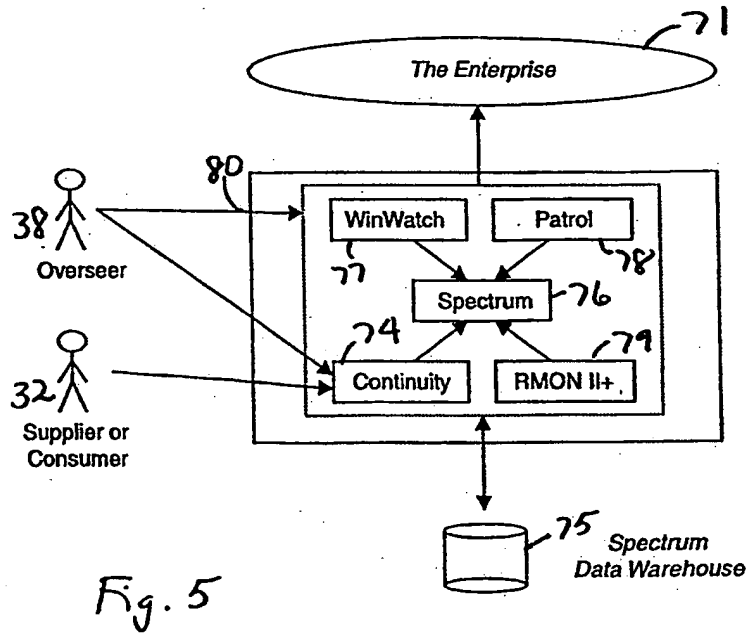 71
The Enterprise
80
38
Overseer
WinWatch
77
Patrol
78
Spectrum
76
74
Continuity
79
RMON II+
32
Supplier or
Consumer
75
Spectrum
Data Warehouse
Fig. 5